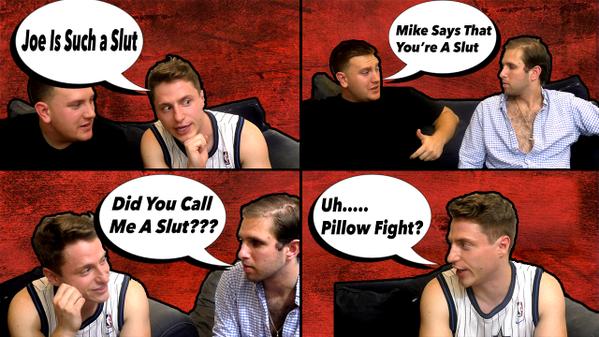 Joe Is Such a Slut
Mike Says That
You're A Slut
Did You Call
Me A Slut???
Uh.....
Pillow Fight?